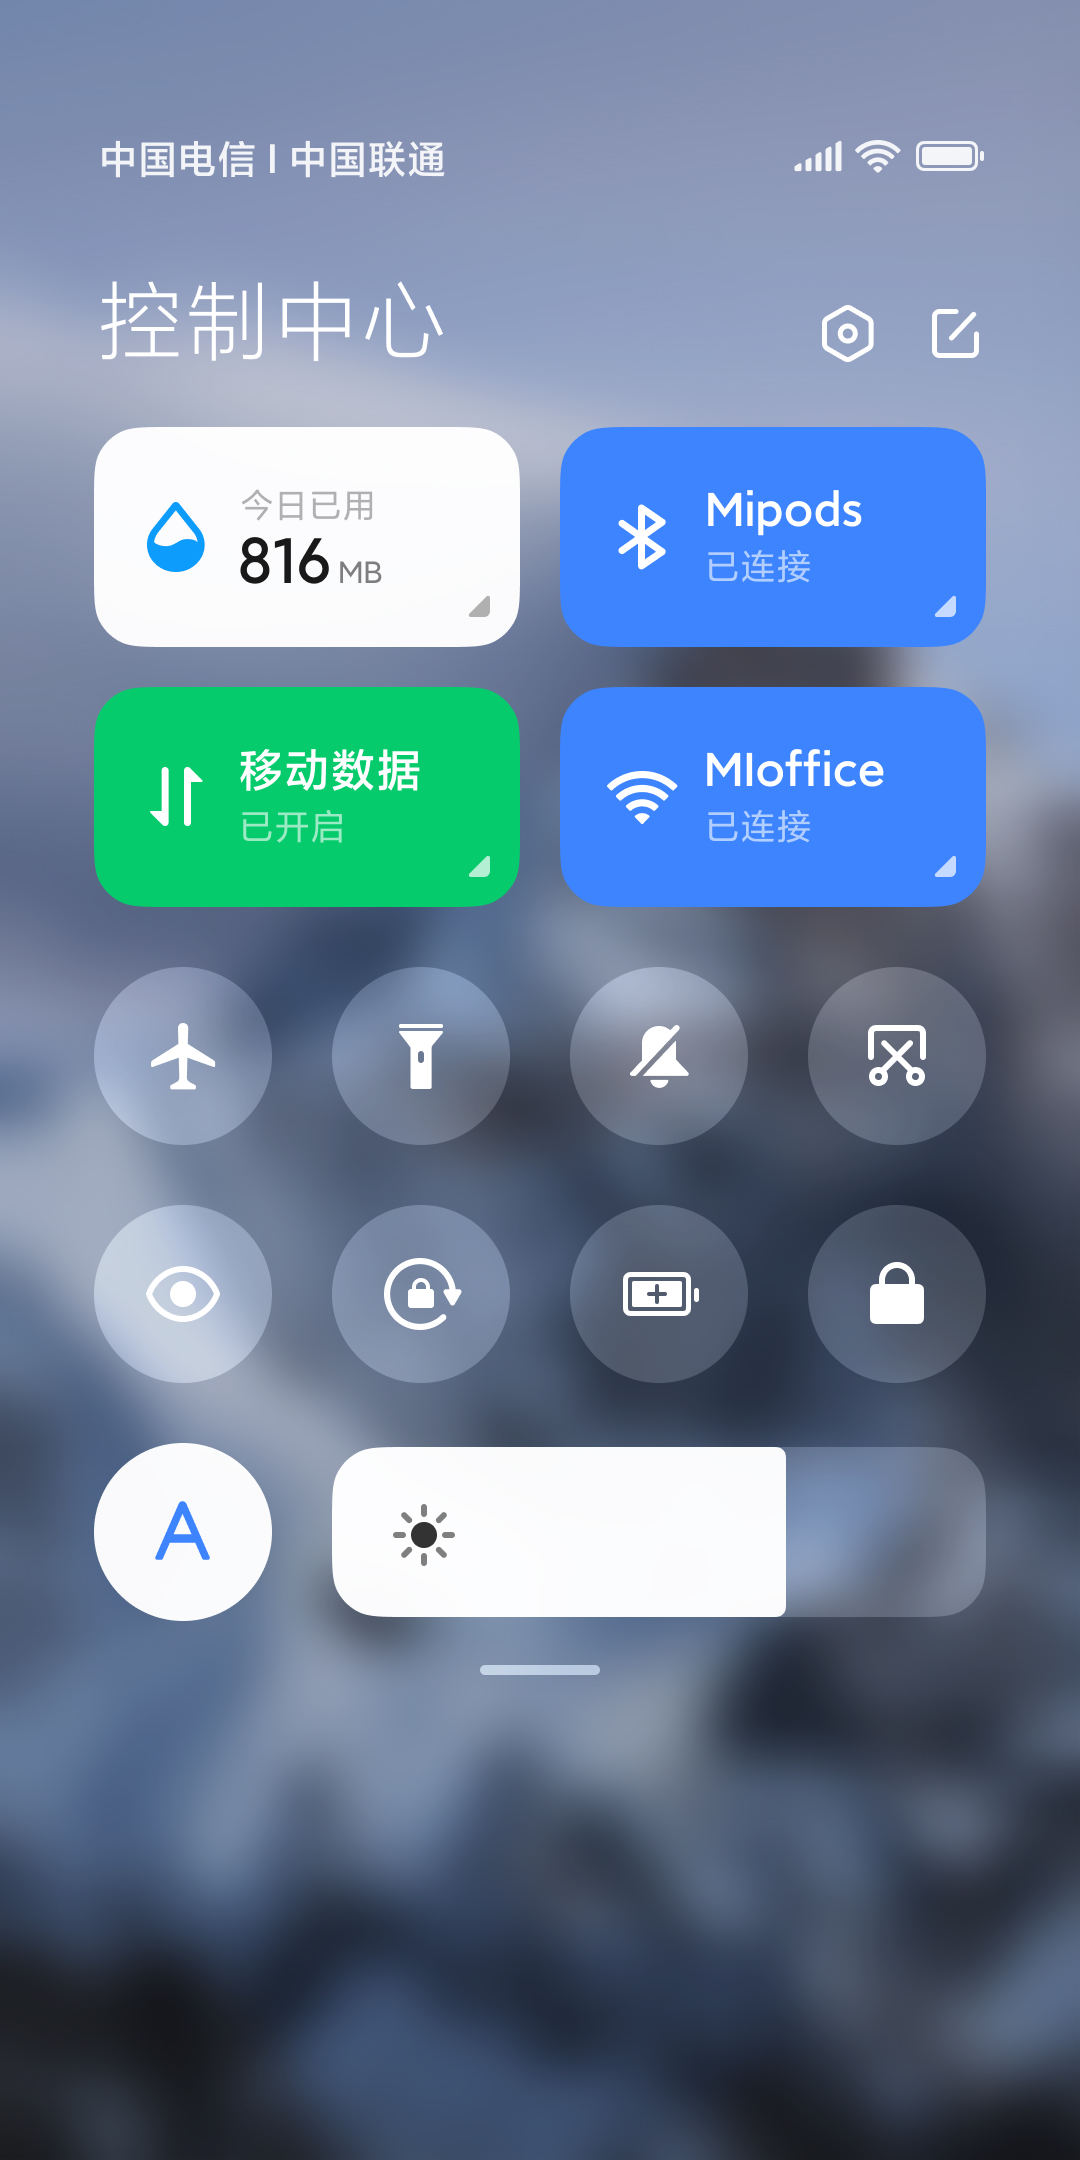 中国电信 | 中国联通
控制中心
今日已用
816 MB
Mipods
已连接
移动数据
已开启
MIoffice
已连接
A